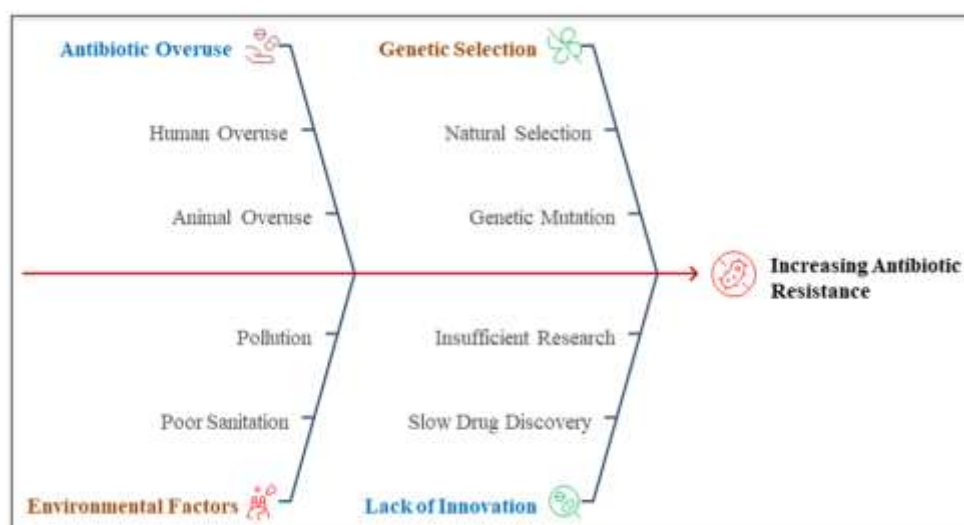 Antibiotic Overuse
Genetic Selection
Human Overuse
Natural Selection
Animal Overuse
Genetic Mutation
Increasing Antibiotic
Resistance
Pollution
Insufficient Research
Poor Sanitation
Slow Drug Discovery
Environmental Factors
Lack of Innovation